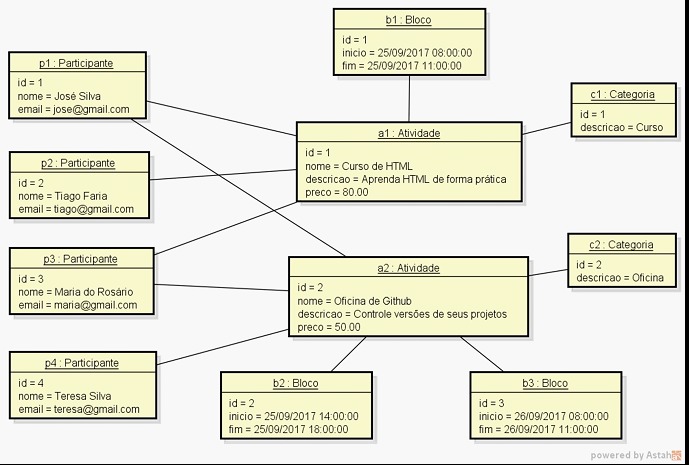 b1 : Bloco
id = 1
inicio = 25/09/2017 08:00:00
fim = 25/09/2017 11:00:00
p1 : Participante
id = 1
nome = José Silva
email = jose@gmail.com
c1 : Categoria
id = 1
descricao = Curso
a1 : Atividade
id = 1
nome = Curso de HTML
descricao = Aprenda HTML de forma prática
preco = 80.00
p2 : Participante
id = 2
nome = Tiago Faria
email = tiago@gmail.com
p3 : Participante
id = 3
nome = Maria do Rosário
email = maria@gmail.com
c2 : Categoria
id = 2
descricao = Oficina
a2 : Atividade
id = 2
nome = Oficina de Github
descricao = Controle versões de seus projetos
preco = 50.00
p4 : Participante
id = 4
nome = Teresa Silva
email = teresa@gmail.com
b2 : Bloco
id = 2
inicio = 25/09/2017 14:00:00
fim = 25/09/2017 18:00:00
b3 : Bloco
id = 3
inicio = 26/09/2017 08:00:00
fim = 26/09/2017 11:00:00
powered by Astah